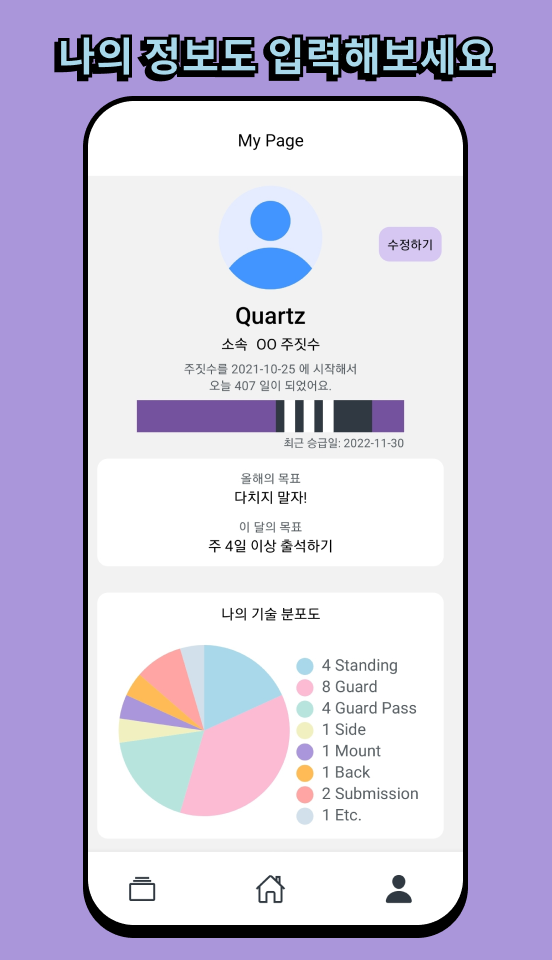 나의 정보도 입력해보세요
My Page
수정하기
Quartz
소속 OO 주짓수
주짓수를 2021-10-25 에 시작해서
오늘 407 일이 되었어요.
최근 승급일: 2022-11-30
올해의 목표
다치지 말자!
이 달의 목표
주 4일 이상 출석하기
나의 기술 분포도
4 Standing
8 Guard
4 Guard Pass
1 Side
1 Mount
1 Back
2 Submission
1 Etc.